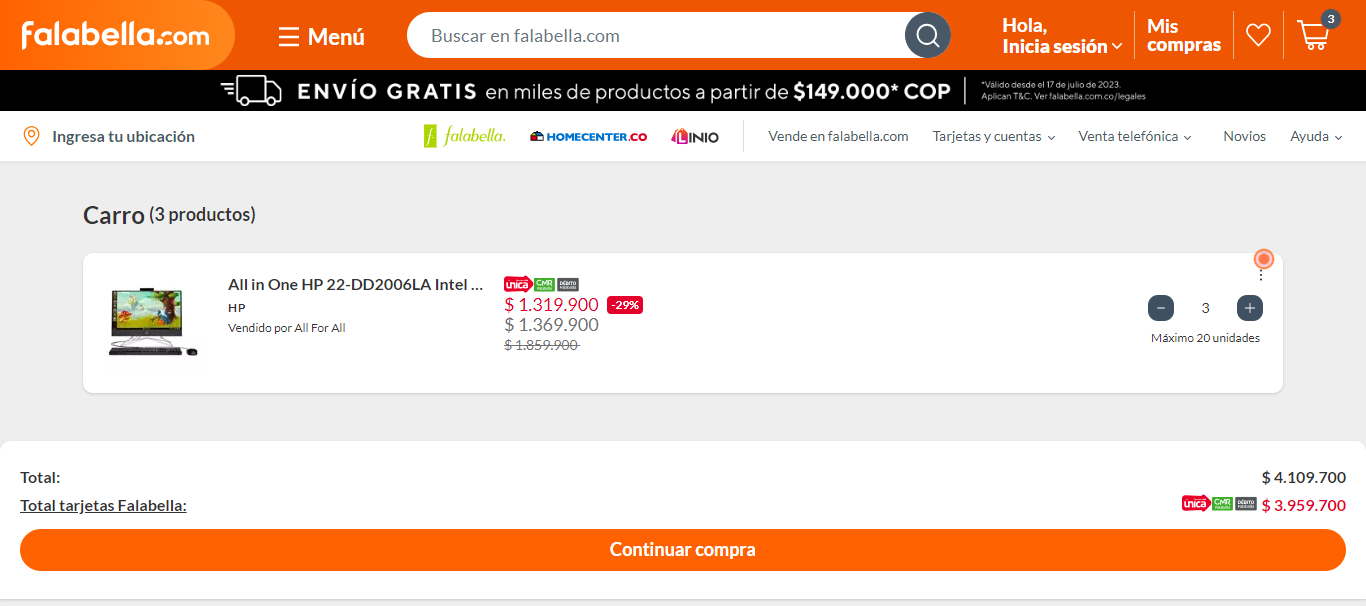 falabella.com
Menú
Buscar en falabella.com
Hola,
Inicia sesión
Mis
compras
3
ENVÍO GRATIS en miles de productos a partir de $149.000* COP
*Válido desde el 17 de julio de 2023.
Aplican T&C. Ver falabella.com.co/legales
Ingresa tu ubicación
f falabella.
HOMECENTER.CO
LINIO
Vende en falabella.com
Tarjetas y cuentas
Venta telefónica
Novios
Ayuda
Carro (3 productos)
All in One HP 22-DD2006LA Intel ...
HP
Vendido por All For All
única CMR DÉBITO
$ 1.319.900 -29%
$ 1.369.900
$ 1.859.900
− 3 +
Máximo 20 unidades
Total: $ 4.109.700
Total tarjetas Falabella: única CMR DÉBITO $ 3.959.700
Continuar compra